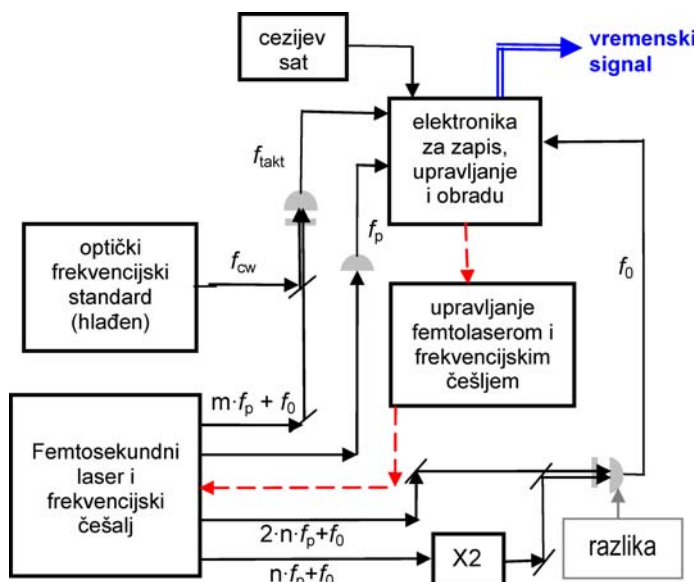 cezijev
sat
vremenski
signal
elektronika
za zapis,
upravljanje
i obradu
f_takt
f_p
f_0
optički
frekvencijski
standard
(hlađen)
f_cw
upravljanje
femtolaserom i
frekvencijskim
češljem
m·f_p + f_0
Femtosekundni
laser i
frekvencijski
češalj
2·n·f_p+f_0
X2
razlika
n·f_p+f_0